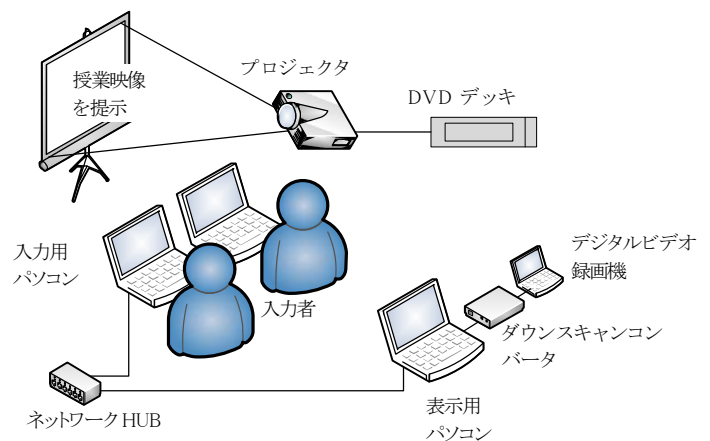 授業映像
を提示
プロジェクタ
DVD デッキ
入力用
パソコン
入力者
デジタルビデオ
録画機
ダウンスキャンコン
バータ
ネットワーク HUB
表示用
パソコン